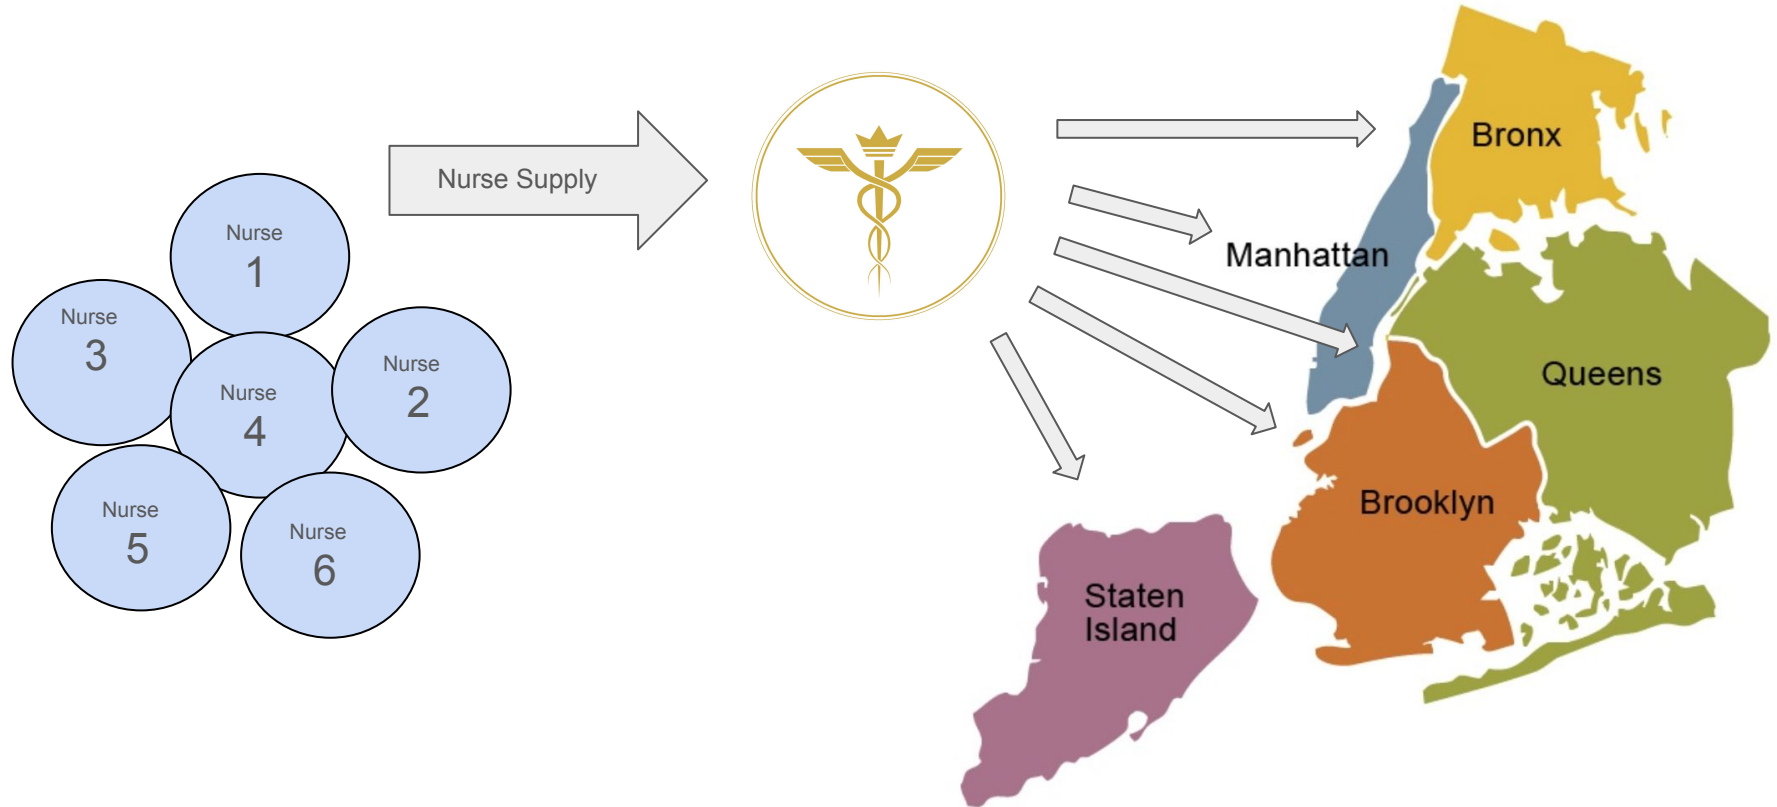 Nurse
1
Nurse
3
Nurse
4
Nurse
2
Nurse
5
Nurse
6
Nurse Supply
Bronx
Manhattan
Queens
Brooklyn
Staten
Island